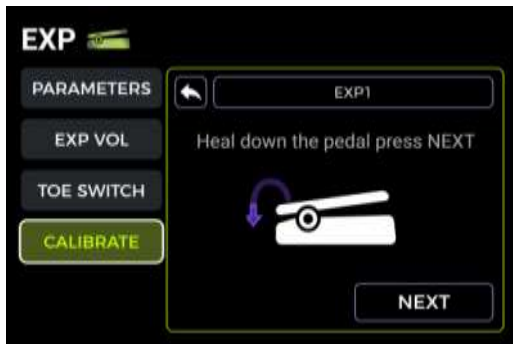 EXP
PARAMETERS
EXP VOL
TOE SWITCH
CALIBRATE
EXP1
Heal down the pedal press NEXT
NEXT